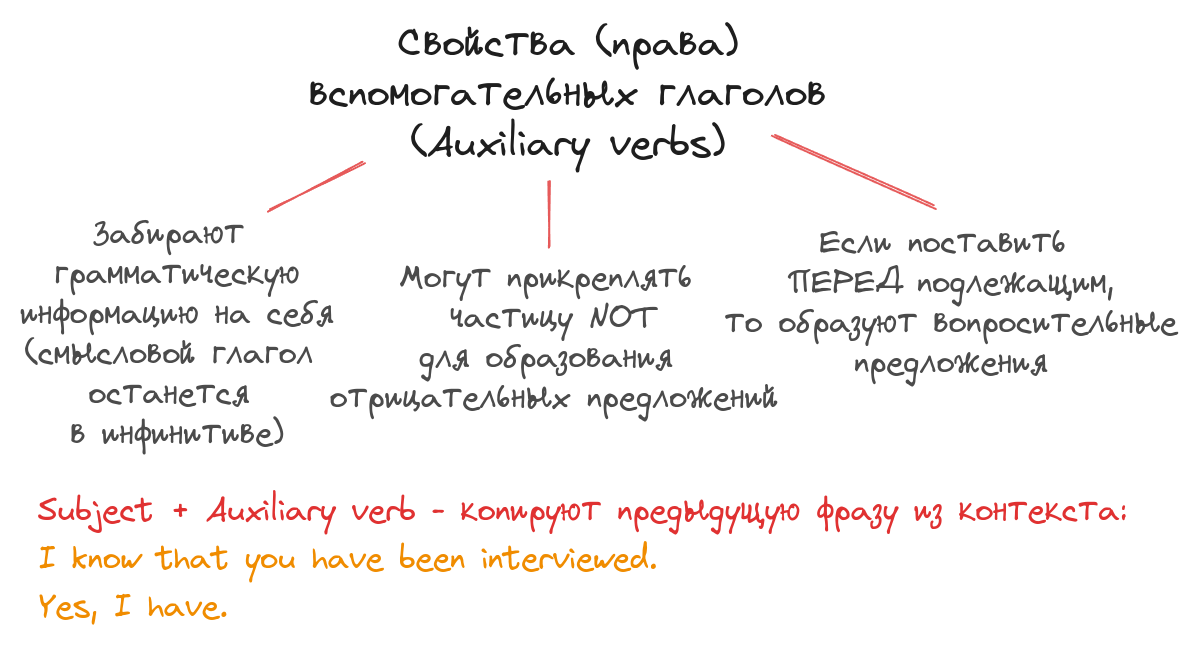 Свойства (права)
вспомогательных глаголов
(Auxiliary verbs)
Забирают
грамматическую
информацию на себя
(смысловой глагол
останется
в инфинитиве)
Могут прикреплять
частицу NOT
для образования
отрицательных предложений
Если поставить
ПЕРЕД подлежащим,
то образуют вопросительные
предложения
Subject + Auxiliary verb - копируют предыдущую фразу из контекста:
I know that you have been interviewed.
Yes, I have.